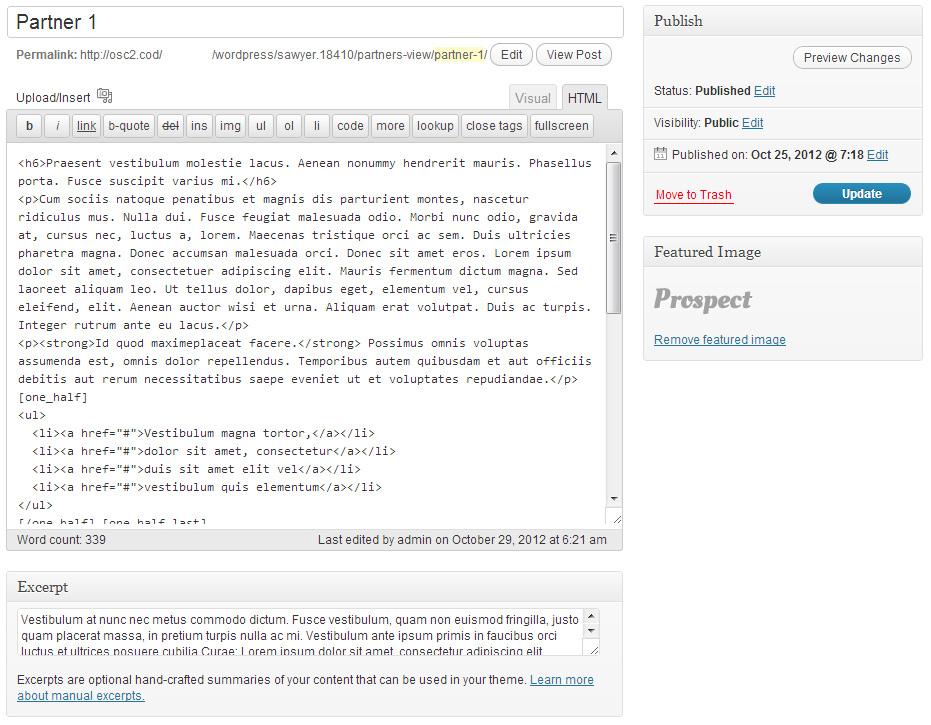 Partner 1
Permalink: http://osc2.cod/ /wordpress/sawyer.18410/partners-view/partner-1/ Edit View Post
Upload/Insert Visual HTML
b i link b-quote del ins img ul ol li code more lookup close tags fullscreen
<h6>Praesent vestibulum molestie lacus. Aenean nonummy hendrerit mauris. Phasellus
porta. Fusce suscipit varius mi.</h6>
<p>Cum sociis natoque penatibus et magnis dis parturient montes, nascetur
ridiculus mus. Nulla dui. Fusce feugiat malesuada odio. Morbi nunc odio, gravida
at, cursus nec, luctus a, lorem. Maecenas tristique orci ac sem. Duis ultricies
pharetra magna. Donec accumsan malesuada orci. Donec sit amet eros. Lorem ipsum
dolor sit amet, consectetuer adipiscing elit. Mauris fermentum dictum magna. Sed
laoreet aliquam leo. Ut tellus dolor, dapibus eget, elementum vel, cursus
eleifend, elit. Aenean auctor wisi et urna. Aliquam erat volutpat. Duis ac turpis.
Integer rutrum ante eu lacus.</p>
<p><strong>Id quod maximeplaceat facere.</strong> Possimus omnis voluptas
assumenda est, omnis dolor repellendus. Temporibus autem quibusdam et aut officiis
debitis aut rerum necessitatibus saepe eveniet ut et voluptates repudiandae.</p>
[one_half]
<ul>
<li><a href="#">Vestibulum magna tortor,</a></li>
<li><a href="#">dolor sit amet, consectetur</a></li>
<li><a href="#">duis sit amet elit vel</a></li>
<li><a href="#">vestibulum quis elementum</a></li>
</ul>
[/one_half] [one_half_last]
Word count: 339 Last edited by admin on October 29, 2012 at 6:21 am
Excerpt
Vestibulum at nunc nec metus commodo dictum. Fusce vestibulum, quam non euismod fringilla, justo
quam placerat massa, in pretium turpis nulla ac mi. Vestibulum ante ipsum primis in faucibus orci
luctus et ultrices posuere cubilia Curae; Lorem ipsum dolor sit amet, consectetur adipiscing elit
Excerpts are optional hand-crafted summaries of your content that can be used in your theme. Learn more
about manual excerpts.
Publish
Preview Changes
Status: Published Edit
Visibility: Public Edit
Published on: Oct 25, 2012 @ 7:18 Edit
Move to Trash Update
Featured Image
Prospect
Remove featured image